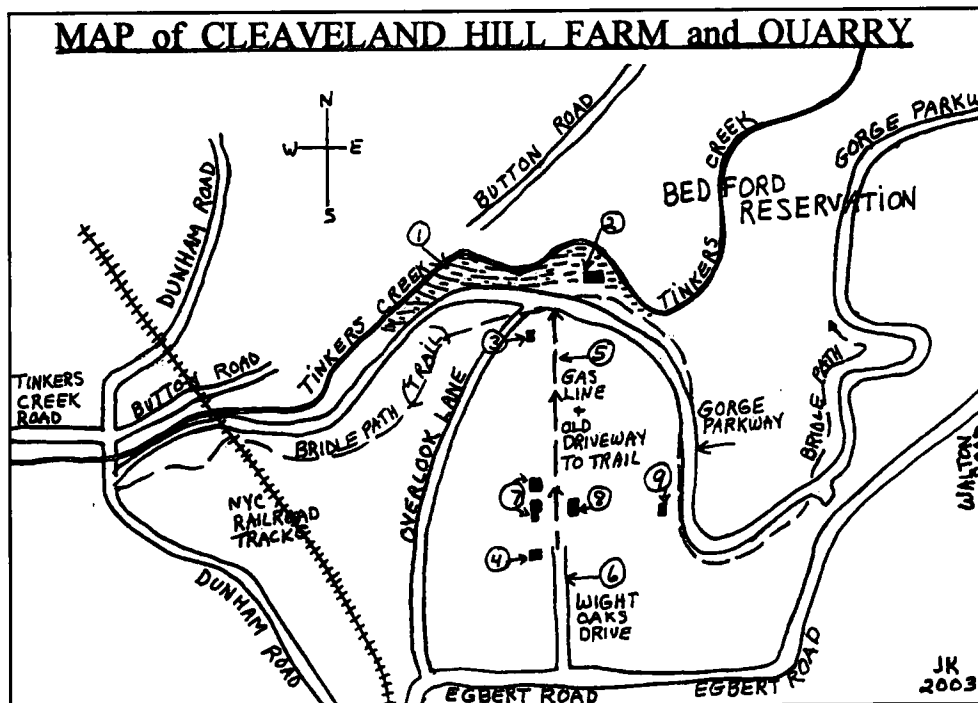 MAP of CLEAVELAND HILL FARM and QUARRY
N
W E
S
DUNHAM ROAD
BUTTON ROAD
TINKERS CREEK
BEDFORD
RESERVATION
GORGE PARKW
1
2
TINKERS CREEK
TINKERS
CREEK
ROAD
BUTTON ROAD
BRIDLE PATH (TRAIL)
OVERLOOK LANE
3
5
GAS
LINE
+
OLD
DRIVEWAY
TO TRAIL
GORGE
PARKWAY
BRIDLE PATH
WALTON
NYC
RAILROAD
TRACKS
7
8
9
4
6
WIGHT
OAKS
DRIVE
DUNHAM ROAD
EGBERT ROAD
EGBERT ROAD
JK
2003